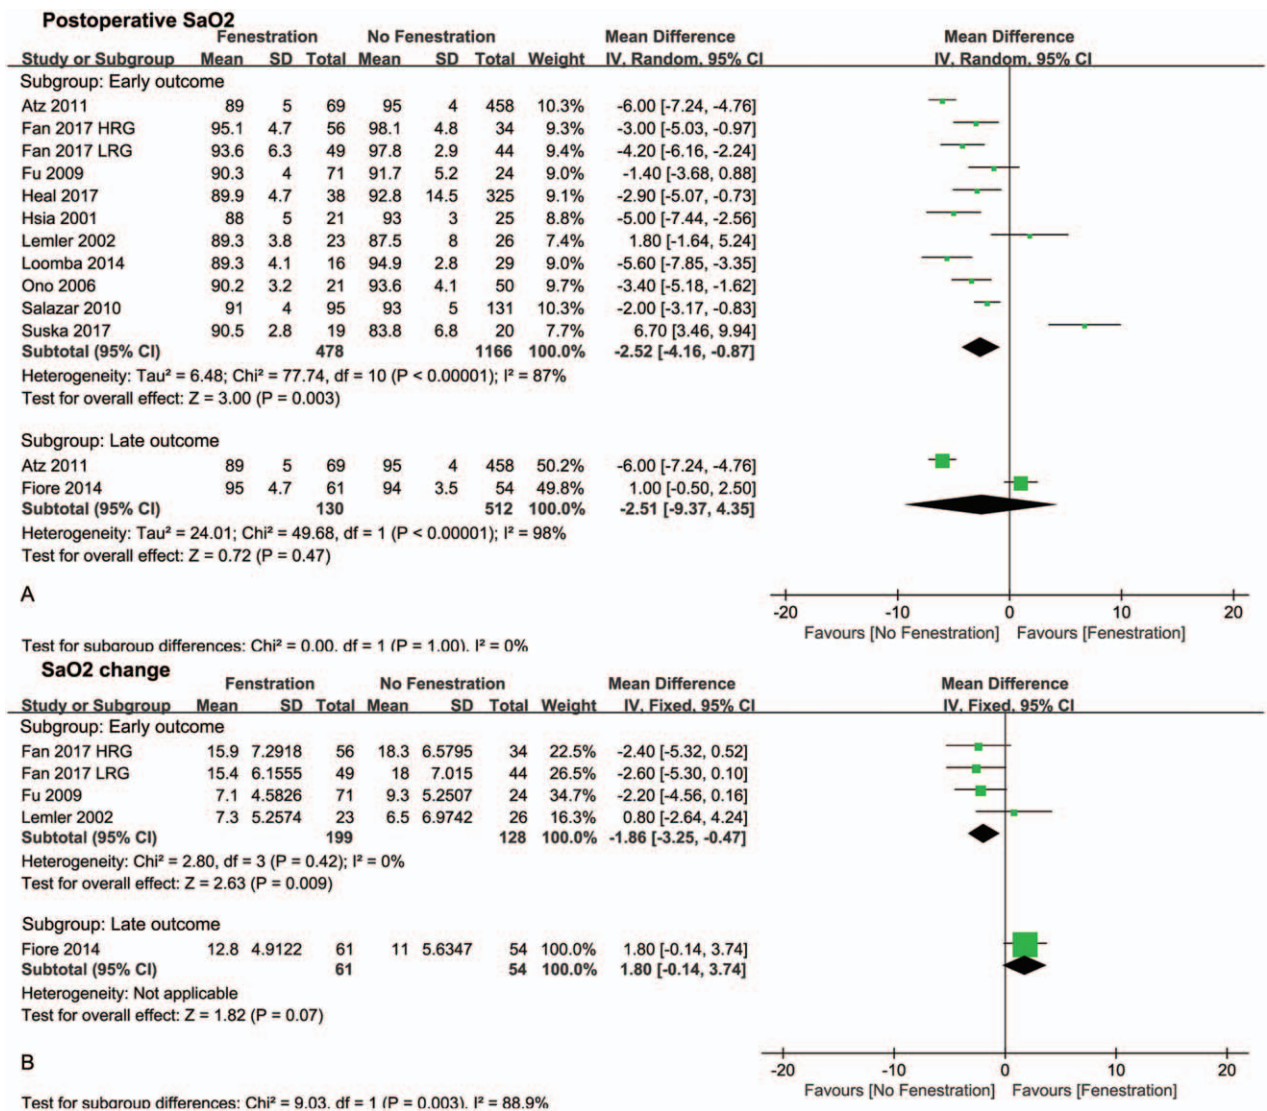 Postoperative SaO2
Fenestration No Fenestration Mean Difference Mean Difference
Study or Subgroup Mean SD Total Mean SD Total Weight IV, Random, 95% CI IV, Random, 95% CI
Subgroup: Early outcome
Atz 2011 89 5 69 95 4 458 10.3% -6.00 [-7.24, -4.76]
Fan 2017 HRG 95.1 4.7 56 98.1 4.8 34 9.3% -3.00 [-5.03, -0.97]
Fan 2017 LRG 93.6 6.3 49 97.8 2.9 44 9.4% -4.20 [-6.16, -2.24]
Fu 2009 90.3 4 71 91.7 5.2 24 9.0% -1.40 [-3.68, 0.88]
Heal 2017 89.9 4.7 38 92.8 14.5 325 9.1% -2.90 [-5.07, -0.73]
Hsia 2001 88 5 21 93 3 25 8.8% -5.00 [-7.44, -2.56]
Lemler 2002 89.3 3.8 23 87.5 8 26 7.4% 1.80 [-1.64, 5.24]
Loomba 2014 89.3 4.1 16 94.9 2.8 29 9.0% -5.60 [-7.85, -3.35]
Ono 2006 90.2 3.2 21 93.6 4.1 50 9.7% -3.40 [-5.18, -1.62]
Salazar 2010 91 4 95 93 5 131 10.3% -2.00 [-3.17, -0.83]
Suska 2017 90.5 2.8 19 83.8 6.8 20 7.7% 6.70 [3.46, 9.94]
Subtotal (95% CI) 478 1166 100.0% -2.52 [-4.16, -0.87]
Heterogeneity: Tau² = 6.48; Chi² = 77.74, df = 10 (P < 0.00001); I² = 87%
Test for overall effect: Z = 3.00 (P = 0.003)
Subgroup: Late outcome
Atz 2011 89 5 69 95 4 458 50.2% -6.00 [-7.24, -4.76]
Fiore 2014 95 4.7 61 94 3.5 54 49.8% 1.00 [-0.50, 2.50]
Subtotal (95% CI) 130 512 100.0% -2.51 [-9.37, 4.35]
Heterogeneity: Tau² = 24.01; Chi² = 49.68, df = 1 (P < 0.00001); I² = 98%
Test for overall effect: Z = 0.72 (P = 0.47)
A
-20 -10 0 10 20
Favours [No Fenestration] Favours [Fenestration]
Test for subgroup differences: Chi² = 0.00, df = 1 (P = 1.00), I² = 0%
SaO2 change
Fenstration No Fenestration Mean Difference Mean Difference
Study or Subgroup Mean SD Total Mean SD Total Weight IV, Fixed, 95% CI IV, Fixed, 95% CI
Subgroup: Early outcome
Fan 2017 HRG 15.9 7.2918 56 18.3 6.5795 34 22.5% -2.40 [-5.32, 0.52]
Fan 2017 LRG 15.4 6.1555 49 18 7.015 44 26.5% -2.60 [-5.30, 0.10]
Fu 2009 7.1 4.5826 71 9.3 5.2507 24 34.7% -2.20 [-4.56, 0.16]
Lemler 2002 7.3 5.2574 23 6.5 6.9742 26 16.3% 0.80 [-2.64, 4.24]
Subtotal (95% CI) 199 128 100.0% -1.86 [-3.25, -0.47]
Heterogeneity: Chi² = 2.80, df = 3 (P = 0.42); I² = 0%
Test for overall effect: Z = 2.63 (P = 0.009)
Subgroup: Late outcome
Fiore 2014 12.8 4.9122 61 11 5.6347 54 100.0% 1.80 [-0.14, 3.74]
Subtotal (95% CI) 61 54 100.0% 1.80 [-0.14, 3.74]
Heterogeneity: Not applicable
Test for overall effect: Z = 1.82 (P = 0.07)
B
-20 -10 0 10 20
Favours [No Fenestration] Favours [Fenestration]
Test for subgroup differences: Chi² = 9.03, df = 1 (P = 0.003), I² = 88.9%